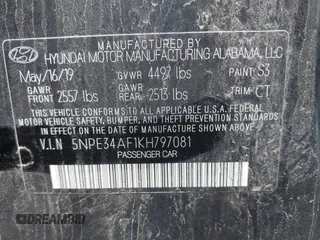 MANUFACTURED BY
HYUNDAI MOTOR MANUFACTURING ALABAMA, LLC
May/16/19 GVWR 4497 lbs PAINT: S3
GAWR FRONT 2557 lbs GAWR REAR 2513 lbs TRIM: CT
THIS VEHICLE CONFORMS TO ALL APPLICABLE
U.S. FEDERAL MOTOR VEHICLE SAFETY, BUMPER, AND
THEFT PREVENTION STANDARDS IN EFFECT ON THE
DATE OF MANUFACTURE SHOWN ABOVE.
V.I.N 5NPE34AF1KH797081
PASSENGER CAR
DREAMBID